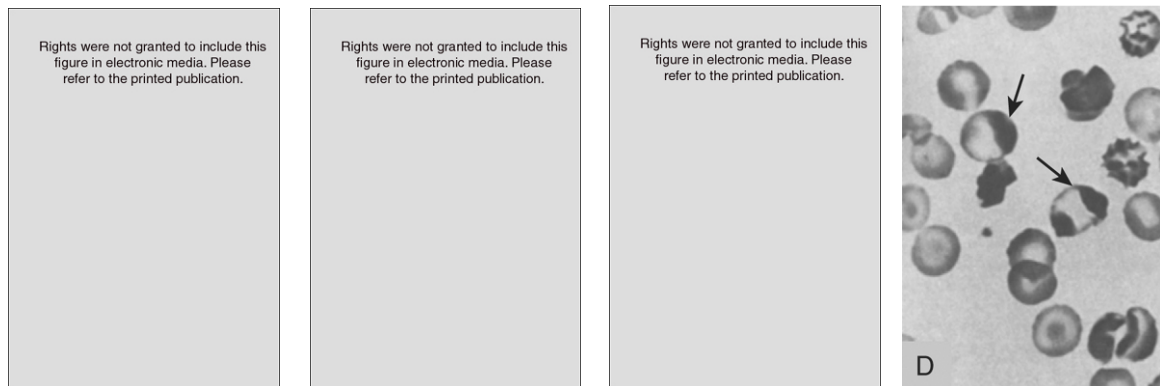 Rights were not granted to include this
figure in electronic media. Please
refer to the printed publication.
Rights were not granted to include this
figure in electronic media. Please
refer to the printed publication.
Rights were not granted to include this
figure in electronic media. Please
refer to the printed publication.
D